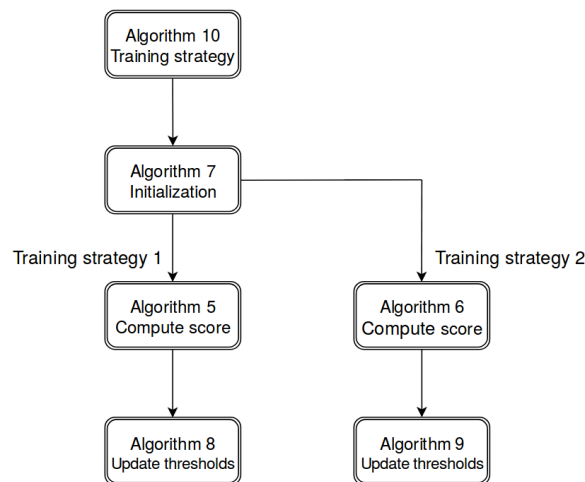 Algorithm 10
Training strategy
Algorithm 7
Initialization
Training strategy 1
Training strategy 2
Algorithm 5
Compute score
Algorithm 6
Compute score
Algorithm 8
Update thresholds
Algorithm 9
Update thresholds